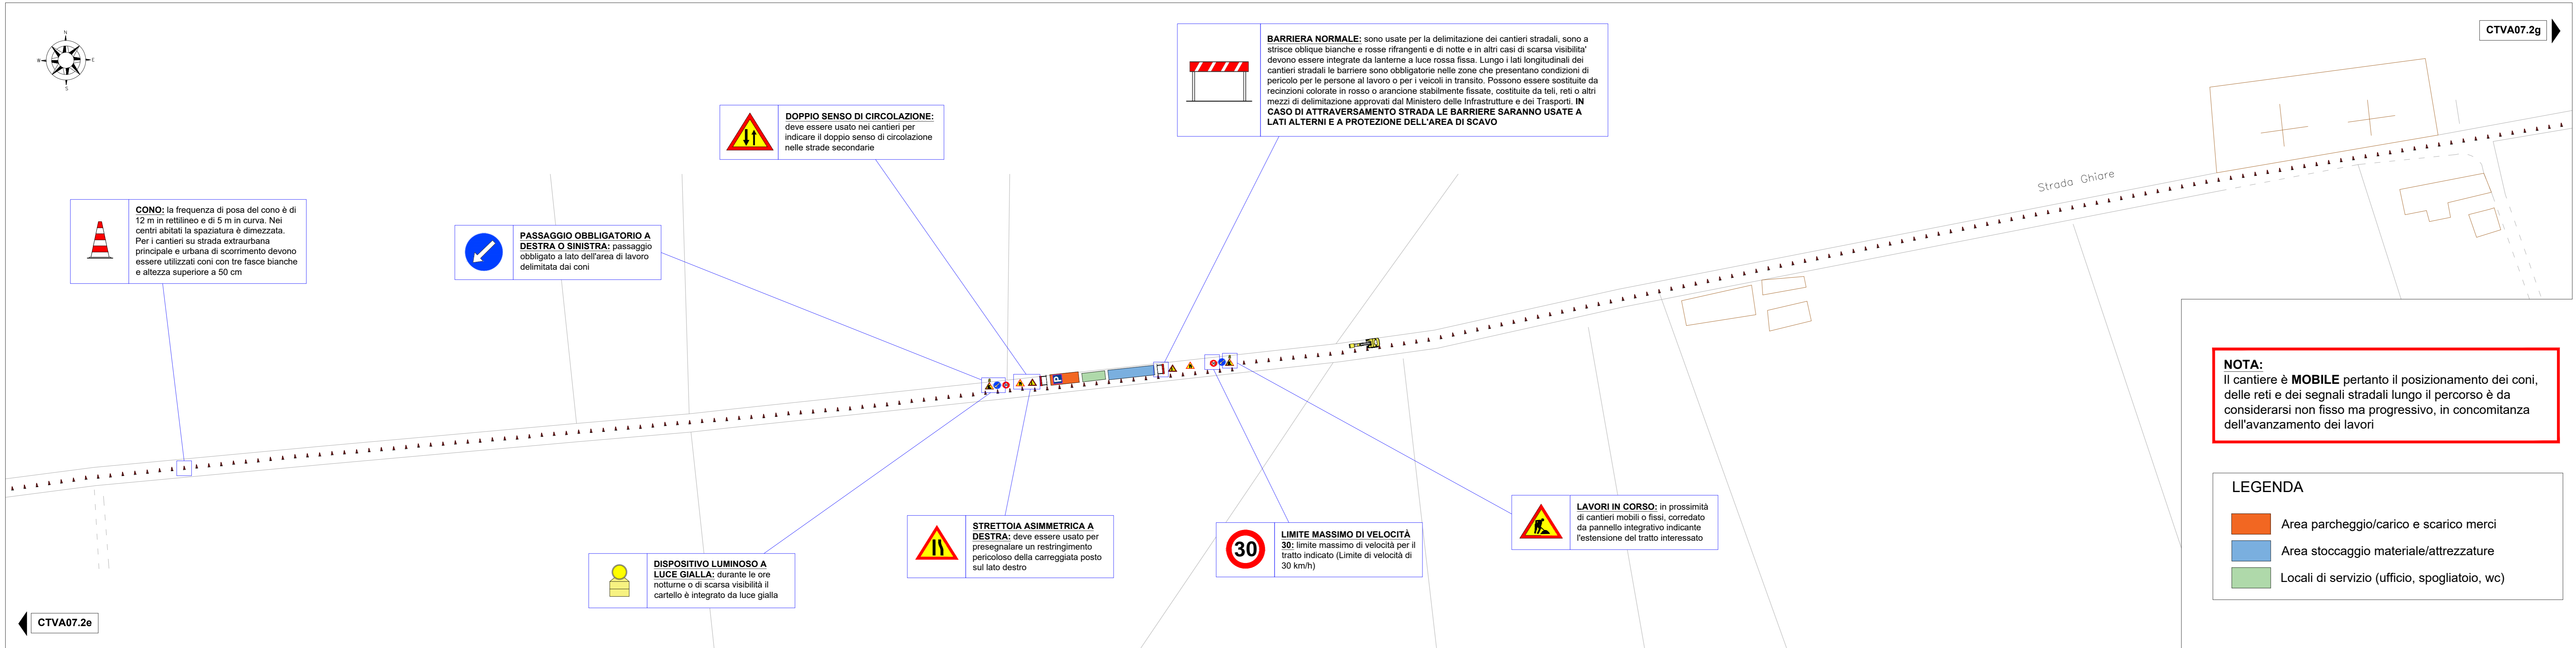 N
W
E
S
CTVA07.2g
BARRIERA NORMALE: sono usate per la delimitazione dei cantieri stradali, sono a
strisce oblique bianche e rosse rifrangenti e di notte e in altri casi di scarsa visibilita'
devono essere integrate da lanterne a luce rossa fissa. Lungo i lati longitudinali dei
cantieri stradali le barriere sono obbligatorie nelle zone che presentano condizioni di
pericolo per le persone al lavoro o per i veicoli in transito. Possono essere sostituite da
recinzioni colorate in rosso o arancione stabilmente fissate, costituite da teli, reti o altri
mezzi di delimitazione approvati dal Ministero delle Infrastrutture e dei Trasporti. IN
CASO DI ATTRAVERSAMENTO STRADA LE BARRIERE SARANNO USATE A
LATI ALTERNI E A PROTEZIONE DELL'AREA DI SCAVO
DOPPIO SENSO DI CIRCOLAZIONE:
deve essere usato nei cantieri per
indicare il doppio senso di circolazione
nelle strade secondarie
Strada Ghiare
CONO: la frequenza di posa del cono è di
12 m in rettilineo e di 5 m in curva. Nei
centri abitati la spaziatura è dimezzata.
Per i cantieri su strada extraurbana
principale e urbana di scorrimento devono
essere utilizzati coni con tre fasce bianche
e altezza superiore a 50 cm
PASSAGGIO OBBLIGATORIO A
DESTRA O SINISTRA: passaggio
obbligato a lato dell'area di lavoro
delimitata dai coni
P
NOTA:
Il cantiere è MOBILE pertanto il posizionamento dei coni,
delle reti e dei segnali stradali lungo il percorso è da
considerarsi non fisso ma progressivo, in concomitanza
dell'avanzamento dei lavori
LEGENDA
Area parcheggio/carico e scarico merci
Area stoccaggio materiale/attrezzature
Locali di servizio (ufficio, spogliatoio, wc)
LAVORI IN CORSO: in prossimità
di cantieri mobili o fissi, corredato
da pannello integrativo indicante
l'estensione del tratto interessato
STRETTOIA ASIMMETRICA A
DESTRA: deve essere usato per
presegnalare un restringimento
pericoloso della carreggiata posto
sul lato destro
30
LIMITE MASSIMO DI VELOCITÀ
30: limite massimo di velocità per il
tratto indicato (Limite di velocità di
30 km/h)
DISPOSITIVO LUMINOSO A
LUCE GIALLA: durante le ore
notturne o di scarsa visibilità il
cartello è integrato da luce gialla
CTVA07.2e